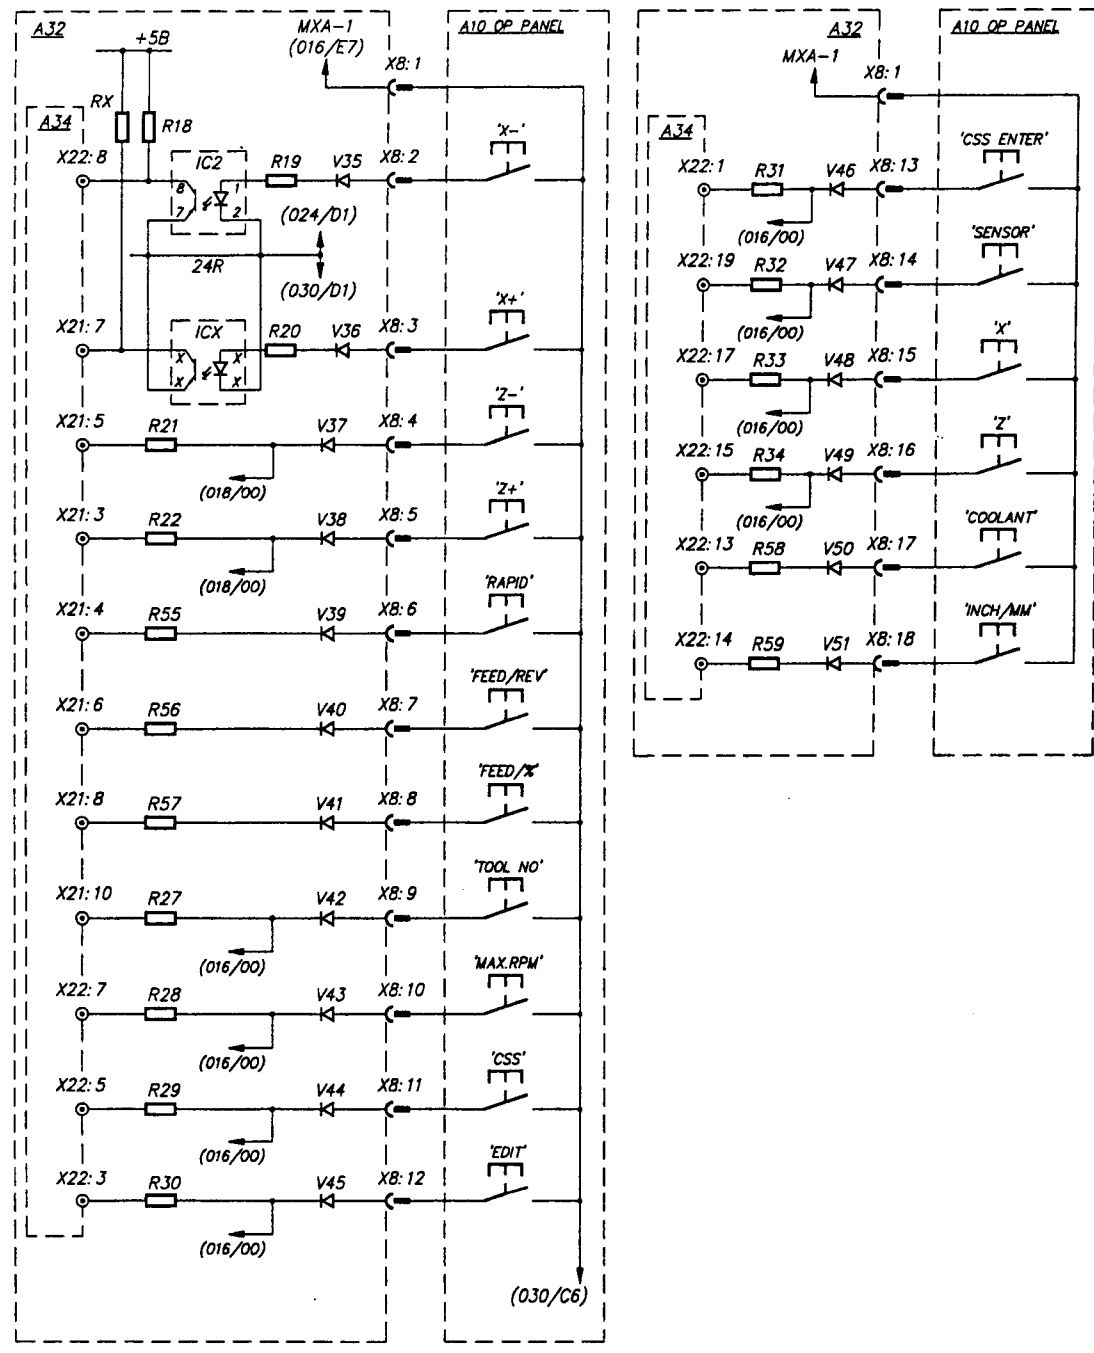 A32
MXA-1
(016/E7)
A10 OP PANEL
+5B
X8:1
RX
R18
A34
X22:8
IC2
8
7
1
2
R19
V35
X8:2
'X-'
(024/D1)
24R
(030/D1)
X21:7
ICX
X
X
X
X
R20
V36
X8:3
'X+'
X21:5
R21
V37
X8:4
'Z-'
(018/00)
X21:3
R22
V38
X8:5
'Z+'
(018/00)
X21:4
R55
V39
X8:6
'RAPID'
X21:6
R56
V40
X8:7
'FEED/REV'
X21:8
R57
V41
X8:8
'FEED/%'
X21:10
R27
V42
X8:9
'TOOL NO'
(016/00)
X22:7
R28
V43
X8:10
'MAX.RPM'
(016/00)
X22:5
R29
V44
X8:11
'CSS'
(016/00)
X22:3
R30
V45
X8:12
'EDIT'
(016/00)
(030/C6)
A32
A10 OP PANEL
MXA-1
X8:1
A34
X22:1
R31
V46
X8:13
'CSS ENTER'
(016/00)
X22:19
R32
V47
X8:14
'SENSOR'
(016/00)
X22:17
R33
V48
X8:15
'X'
(016/00)
X22:15
R34
V49
X8:16
'Z'
(016/00)
X22:13
R58
V50
X8:17
'COOLANT'
X22:14
R59
V51
X8:18
'INCH/MM'